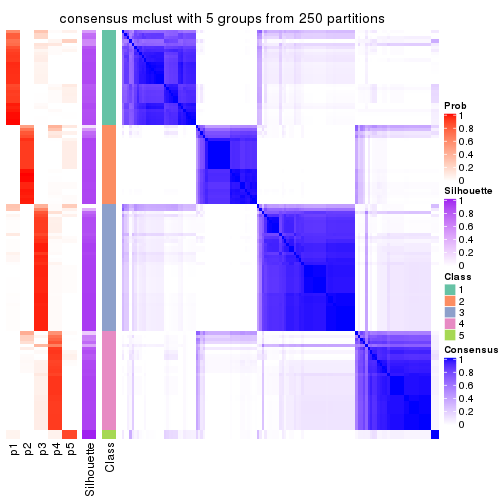 consensus mclust with 5 groups from 250 partitions
Prob
1
0.8
0.6
0.4
0.2
0
Silhouette
1
0.8
0.6
0.4
0.2
0
Class
1
2
3
4
5
Consensus
1
0.8
0.6
0.4
0.2
0
p1
p2
p3
p4
p5
Silhouette
Class